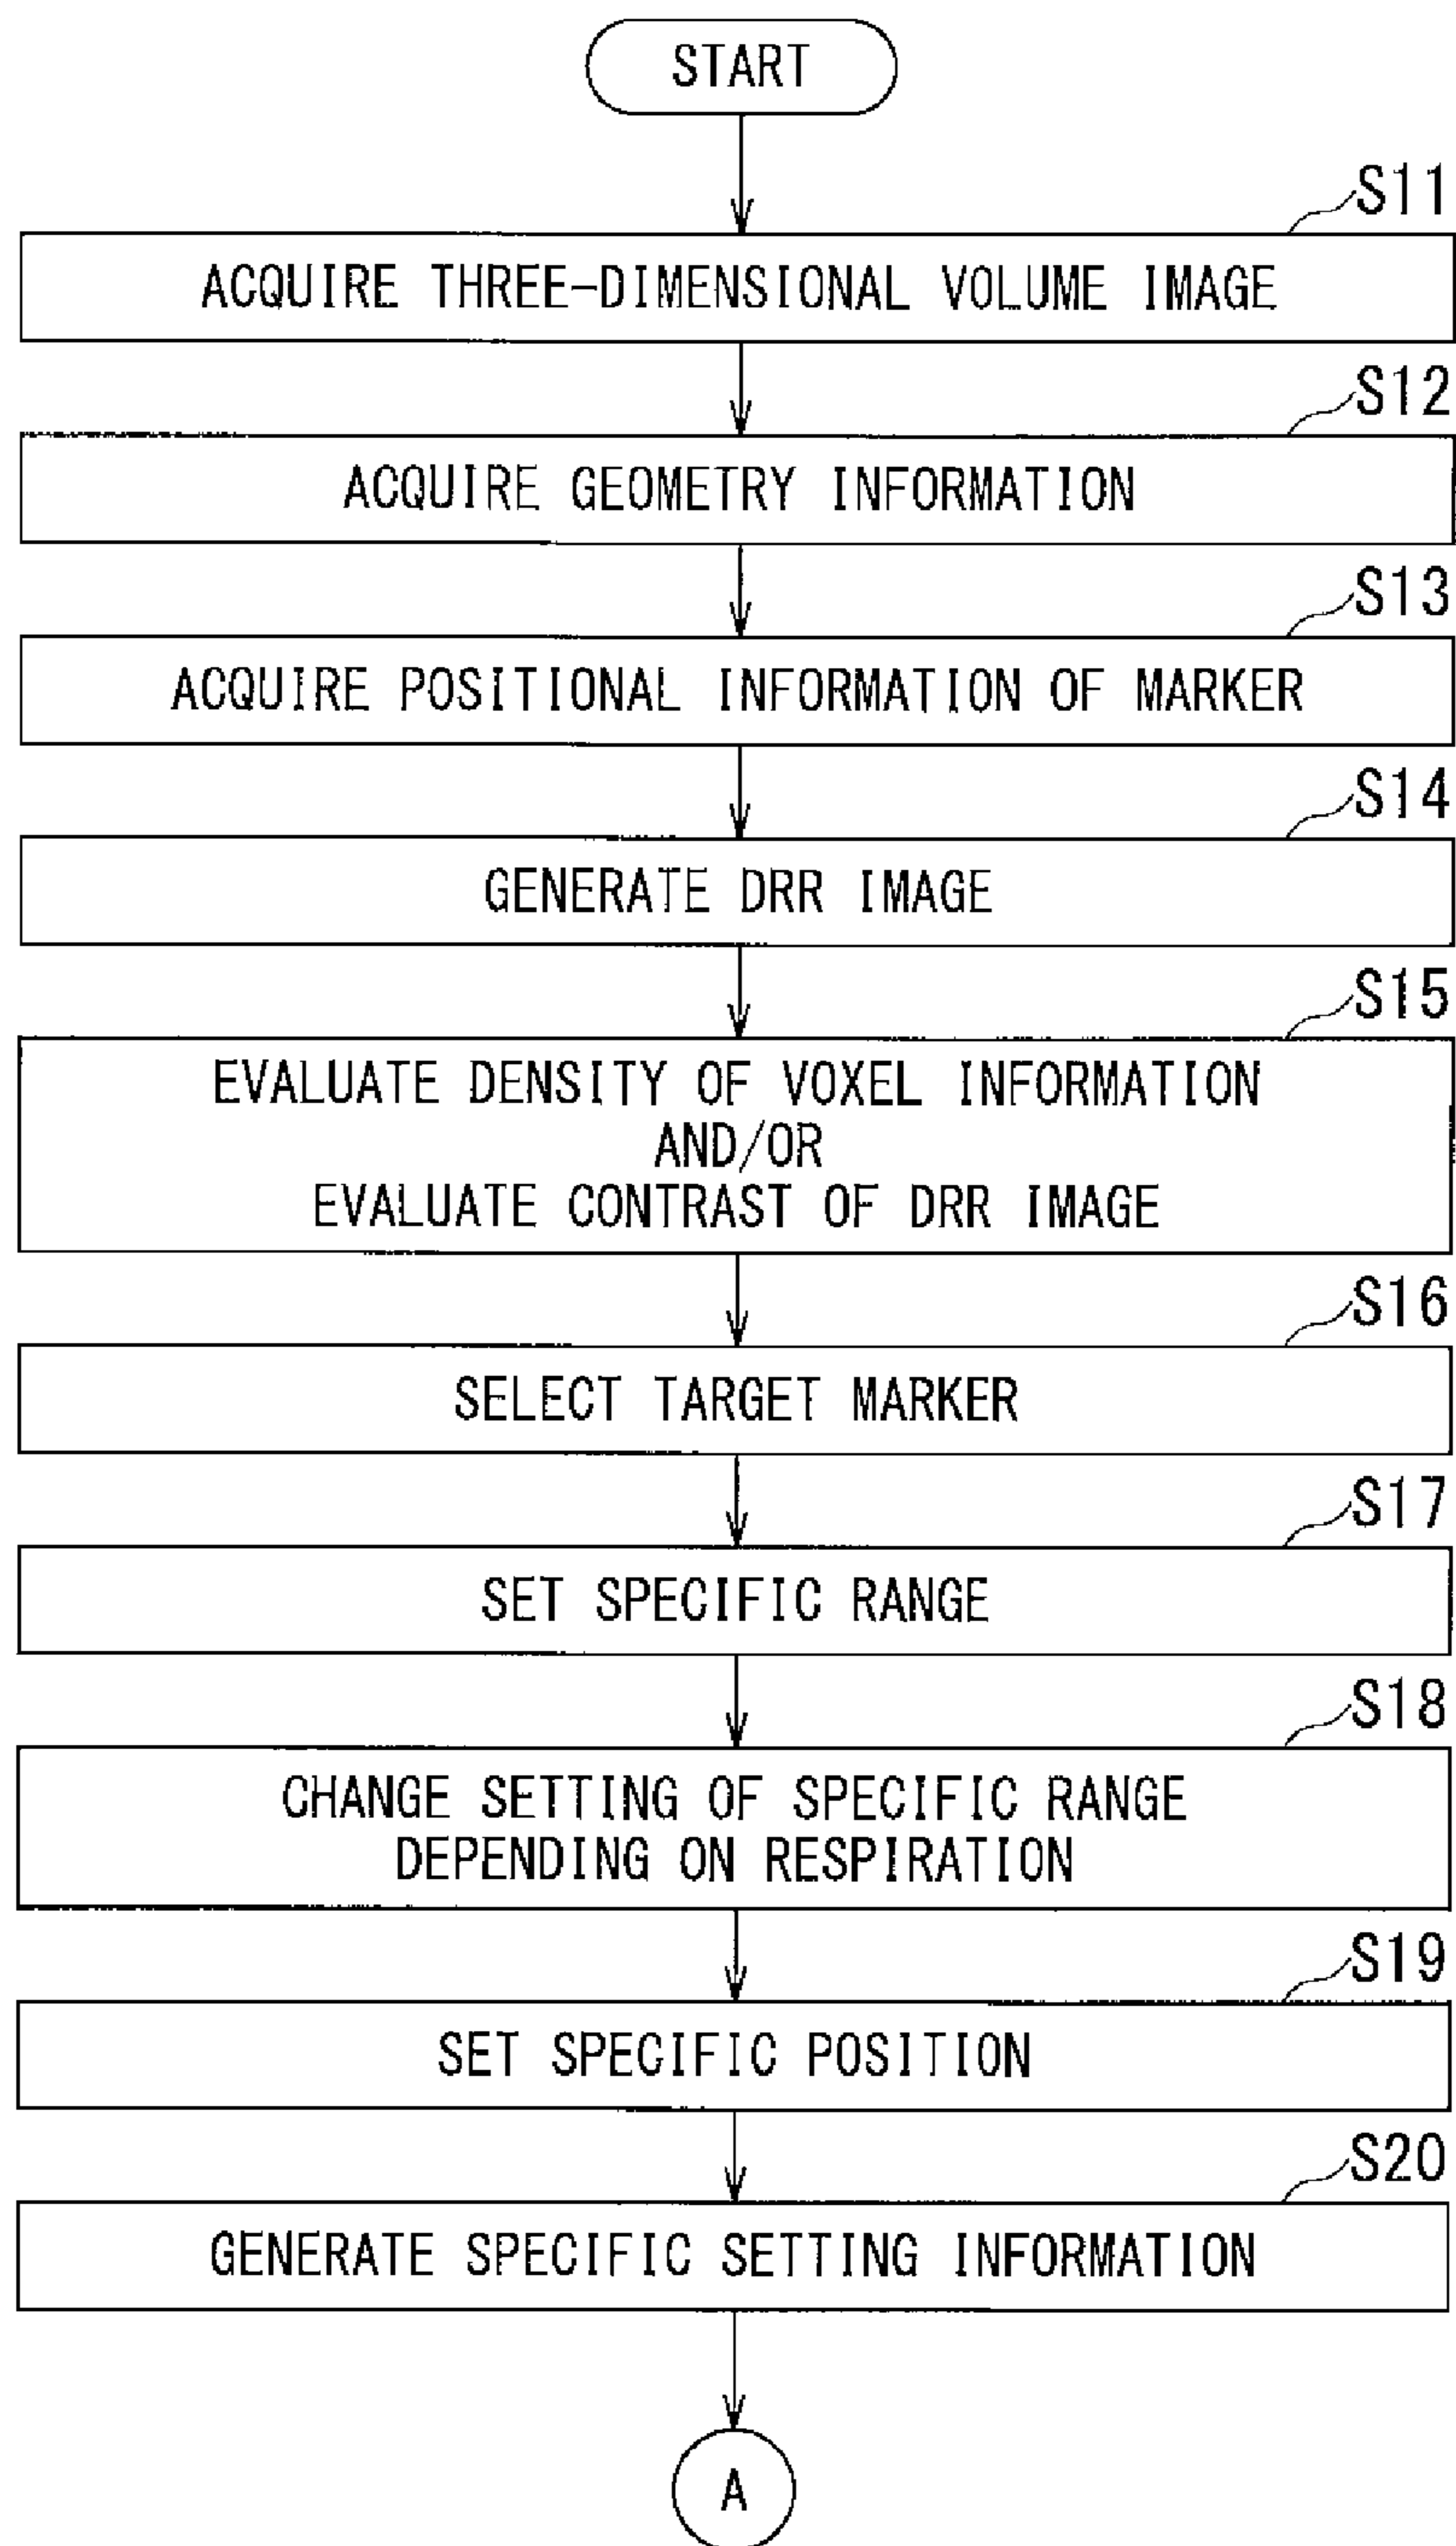 START
S11
ACQUIRE THREE-DIMENSIONAL VOLUME IMAGE
S12
ACQUIRE GEOMETRY INFORMATION
S13
ACQUIRE POSITIONAL INFORMATION OF MARKER
S14
GENERATE DRR IMAGE
S15
EVALUATE DENSITY OF VOXEL INFORMATION
AND/OR
EVALUATE CONTRAST OF DRR IMAGE
S16
SELECT TARGET MARKER
S17
SET SPECIFIC RANGE
S18
CHANGE SETTING OF SPECIFIC RANGE
DEPENDING ON RESPIRATION
S19
SET SPECIFIC POSITION
S20
GENERATE SPECIFIC SETTING INFORMATION
A